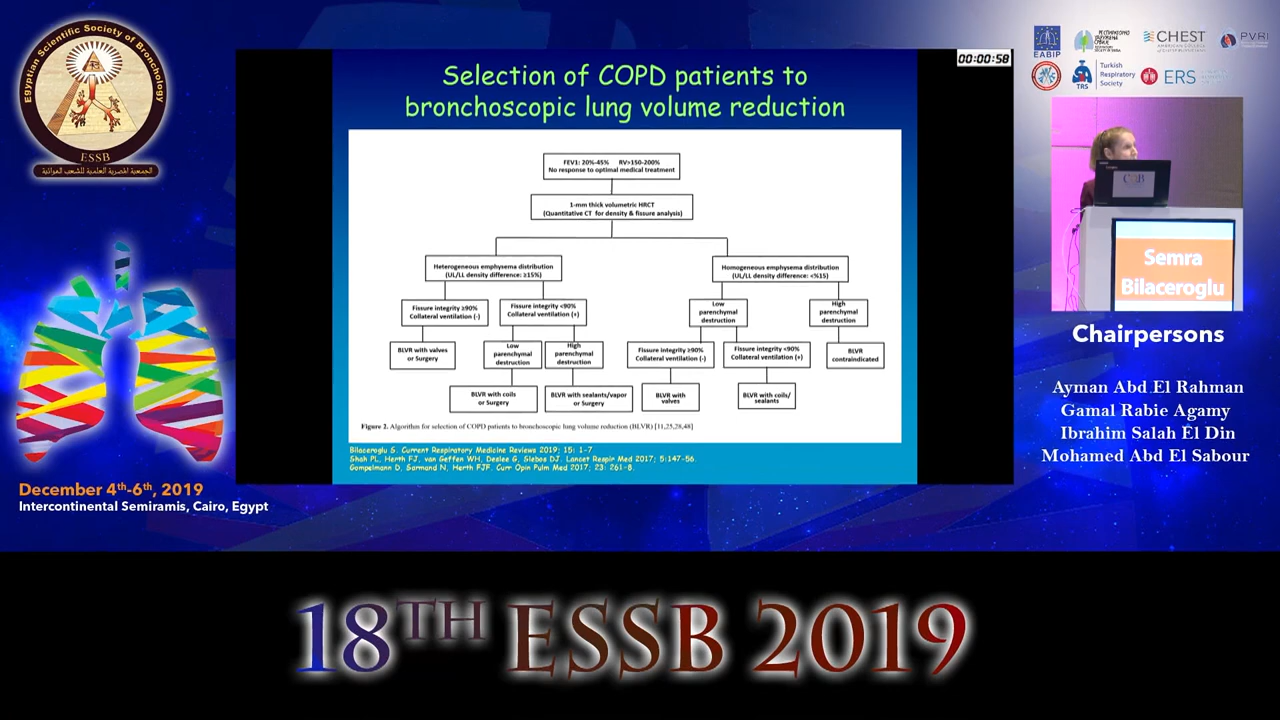 Egyptian Scientific Society of Bronchology
ESSB
الجمعية المصرية العلمية للشعب الهوائية
00:00:58
Selection of COPD patients to
bronchoscopic lung volume reduction
FEV1: 20%-45% RV>150-200%
No response to optimal medical treatment
1-mm thick volumetric HRCT
(Quantitative CT for density & fissure analysis)
Heterogeneous emphysema distribution
(UL/LL density difference: ≥15%)
Homogeneous emphysema distribution
(UL/LL density difference: <%15)
Fissure integrity ≥90%
Collateral ventilation (-)
Fissure integrity <90%
Collateral ventilation (+)
Low
parenchymal
destruction
High
parenchymal
destruction
BLVR with valves
or Surgery
Low
parenchymal
destruction
High
parenchymal
destruction
Fissure integrity ≥90%
Collateral ventilation (-)
Fissure integrity <90%
Collateral ventilation (+)
BLVR
contraindicated
BLVR with coils
or Surgery
BLVR with sealants/vapor
or Surgery
BLVR with
valves
BLVR with coils/
sealants
Figure 2. Algorithm for selection of COPD patients to bronchoscopic lung volume reduction (BLVR) [11,25,28,48]
Bilaceroglu S. Current Respiratory Medicine Reviews 2019; 15: 1-7
Shah PL, Herth FJ, van Geffen WH, Deslee G, Slebos DJ. Lancet Respir Med 2017; 5:147-56.
Gompelmann D, Sarmand N, Herth FJF. Curr Opin Pulm Med 2017; 23: 261-8.
EABIP
CHEST
PVRI
TRS
Turkish
Respiratory
Society
ERS
Semra
Bilaceroglu
Chairpersons
Ayman Abd El Rahman
Gamal Rabie Agamy
Ibrahim Salah El Din
Mohamed Abd El Sabour
December 4th-6th, 2019
Intercontinental Semiramis, Cairo, Egypt
18TH ESSB 2019